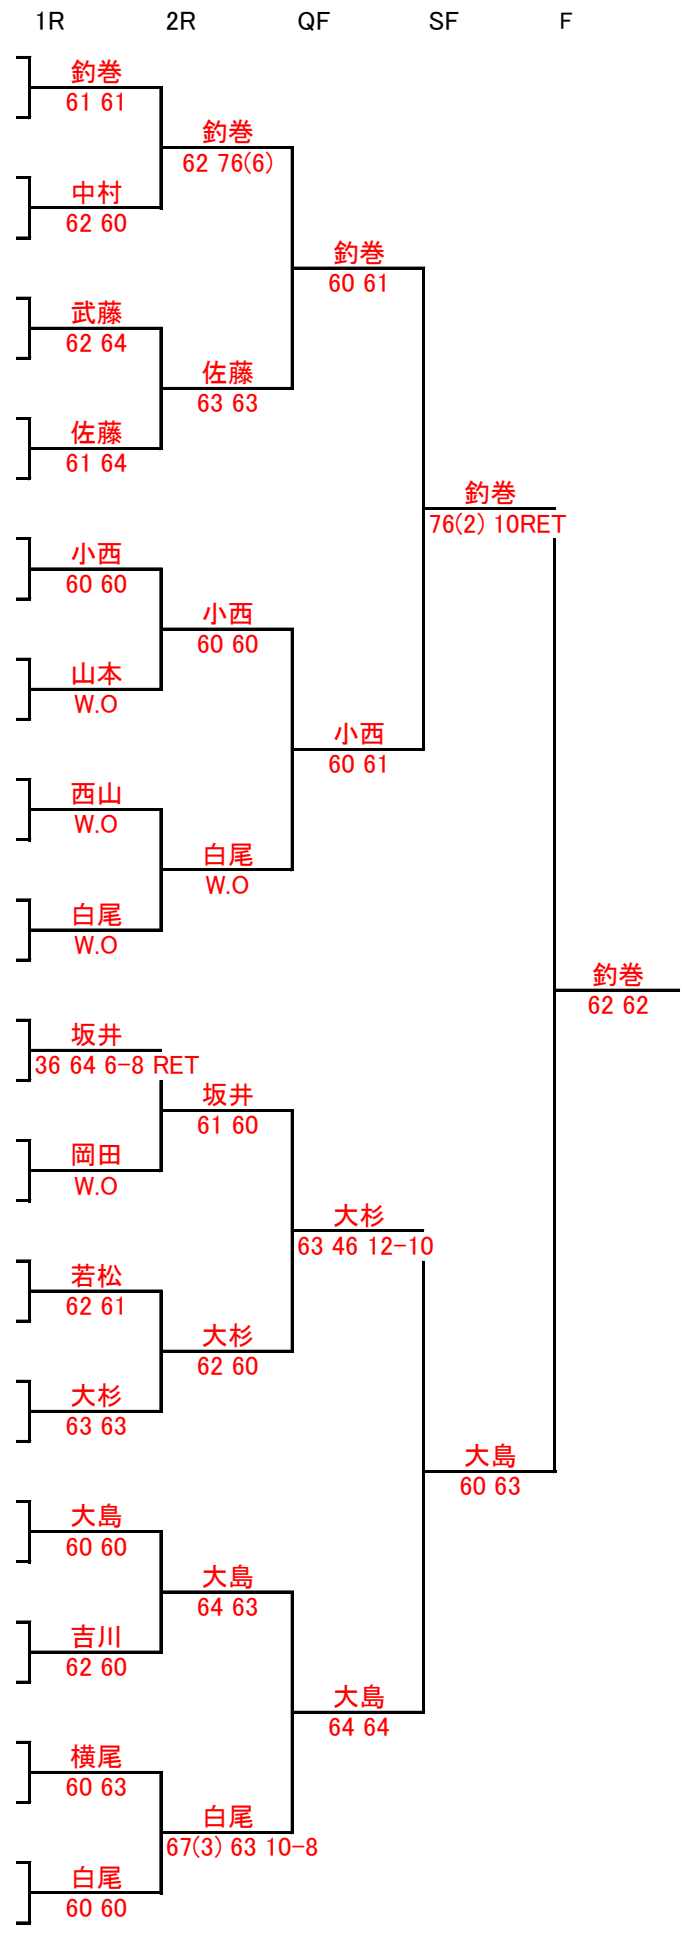 1R 2R QF SF F
釣巻
61 61
釣巻
62 76(6)
中村
62 60
釣巻
60 61
武藤
62 64
佐藤
63 63
佐藤
61 64
釣巻
76(2) 10RET
小西
60 60
小西
60 60
山本
W.O
小西
60 61
西山
W.O
白尾
W.O
白尾
W.O
釣巻
62 62
坂井
36 64 6-8 RET
坂井
61 60
岡田
W.O
大杉
63 46 12-10
若松
62 61
大杉
62 60
大杉
63 63
大島
60 63
大島
60 60
大島
64 63
吉川
62 60
大島
64 64
横尾
60 63
白尾
67(3) 63 10-8
白尾
60 60